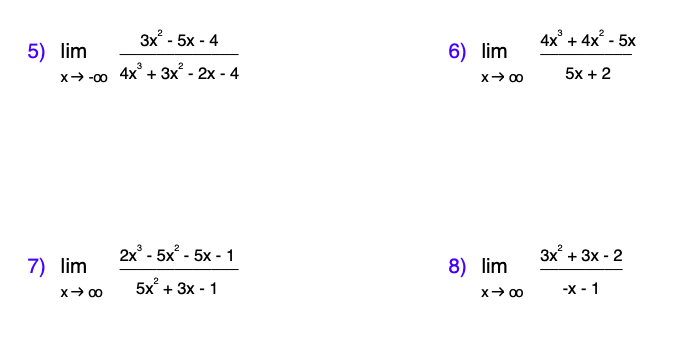 5) lim x→ -∞ (3x² - 5x - 4)/(4x³ + 3x² - 2x - 4)
6) lim x→ ∞ (4x³ + 4x² - 5x)/(5x + 2)
7) lim x→ ∞ (2x³ - 5x² - 5x - 1)/(5x² + 3x - 1)
8) lim x→ ∞ (3x² + 3x - 2)/(-x - 1)